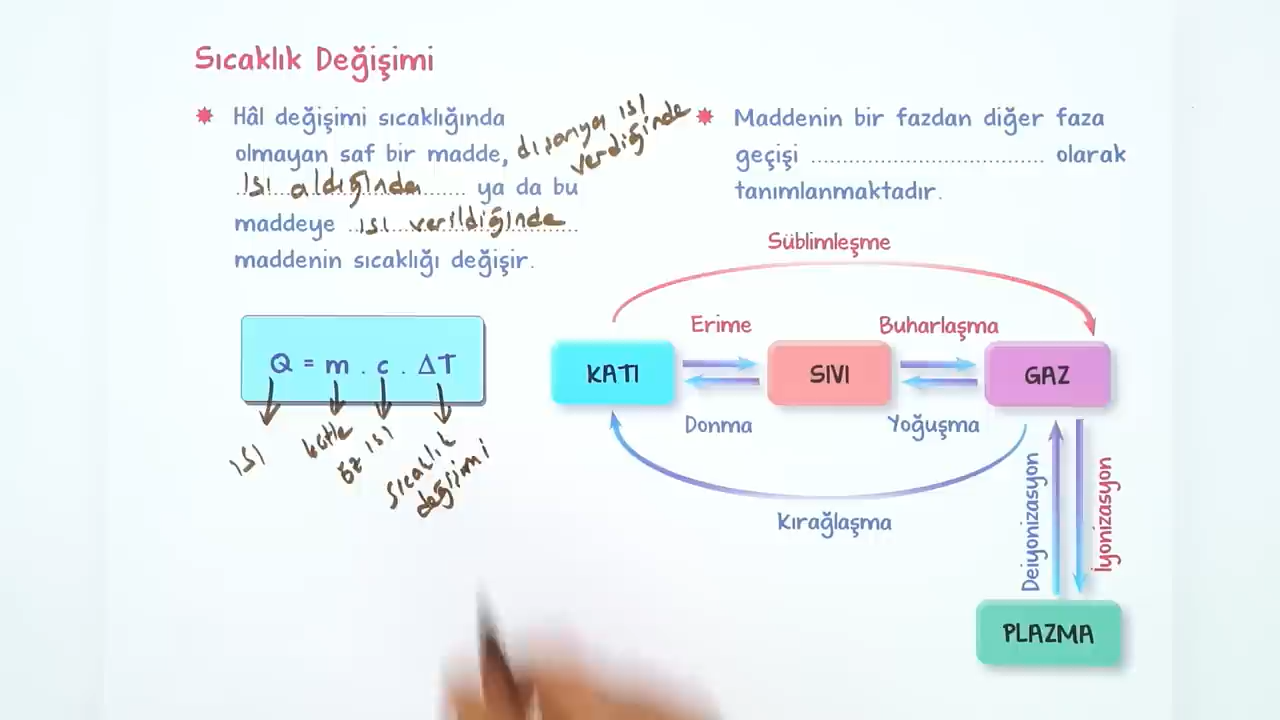 Sıcaklık Değişimi
Hâl değişimi sıcaklığında
olmayan saf bir madde, dışarıya ısı
verdiğinde
ısı aldığında ya da bu
maddeye ısı verildiğinde
maddenin sıcaklığı değişir.
Q = m . c . ΔT
ısı
kütle
öz ısı
sıcaklık
değişimi
Maddenin bir fazdan diğer faza
geçişi .................................. olarak
tanımlanmaktadır.
Süblimleşme
Erime
Buharlaşma
KATI
SIVI
GAZ
Donma
Yoğuşma
Kırağlaşma
Deiyonizasyon
İyonizasyon
PLAZMA